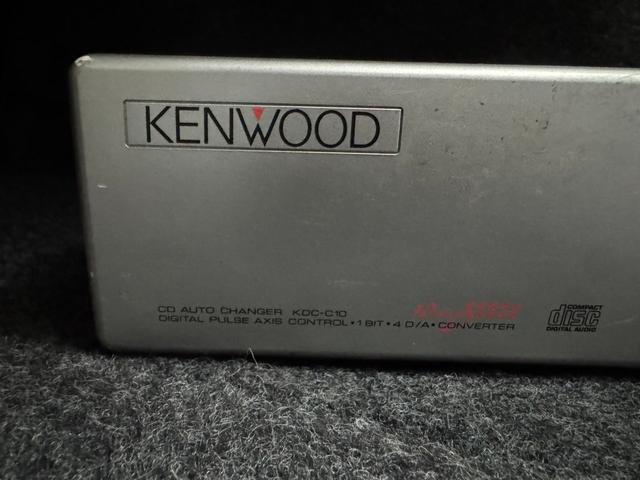 KENWOOD
CD AUTO CHANGER KDC-C10
DIGITAL PULSE AXIS CONTROL • 1 BIT • 4 D/A • CONVERTER
COMPACT
disc
DIGITAL AUDIO